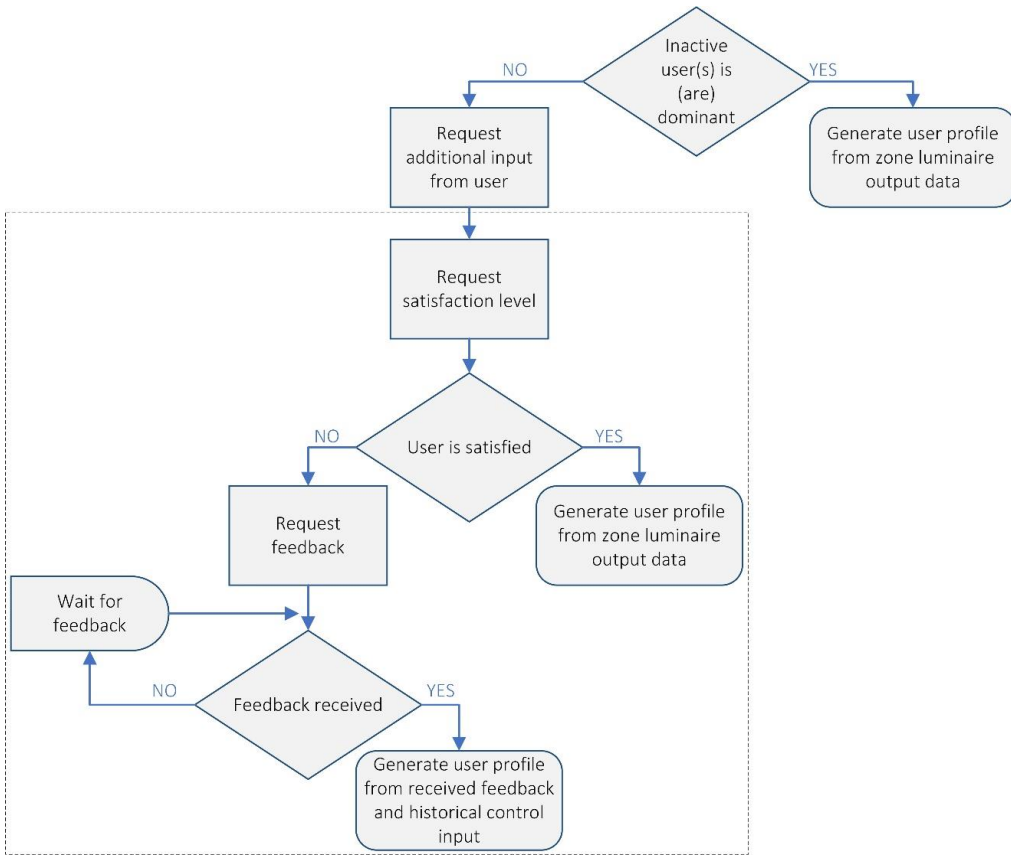 Inactive
user(s) is
(are)
dominant
NO
YES
Request
additional input
from user
Generate user profile
from zone luminaire
output data
Request
satisfaction level
User is satisfied
NO
YES
Request
feedback
Generate user profile
from zone luminaire
output data
Wait for
feedback
Feedback received
NO
YES
Generate user profile
from received feedback
and historical control
input